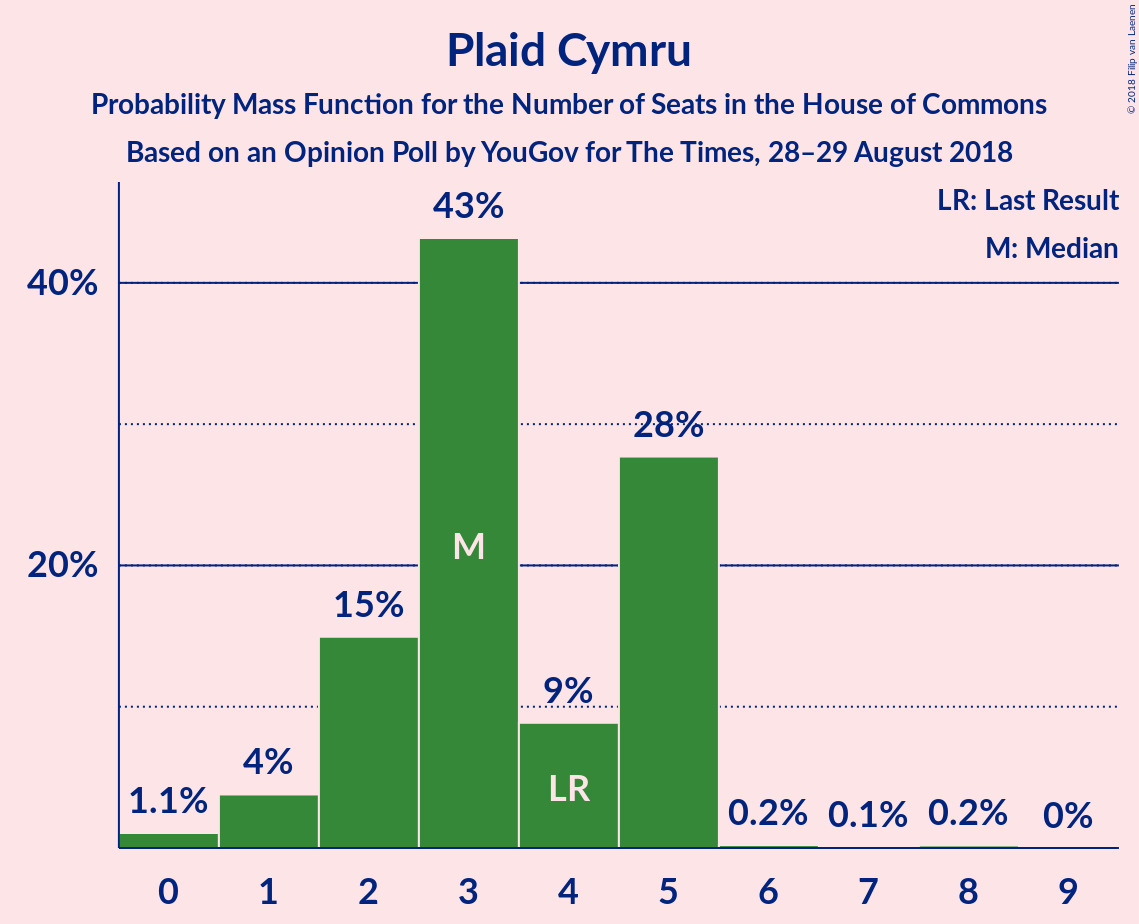 Plaid Cymru
Probability Mass Function for the Number of Seats in the House of Commons
Based on an Opinion Poll by YouGov for The Times, 28–29 August 2018
© 2018 Filip van Laenen
LR: Last Result
M: Median
40%
20%
1.1%
4%
15%
43%
9%
28%
0.2%
0.1%
0.2%
0%
M
LR
0 1 2 3 4 5 6 7 8 9